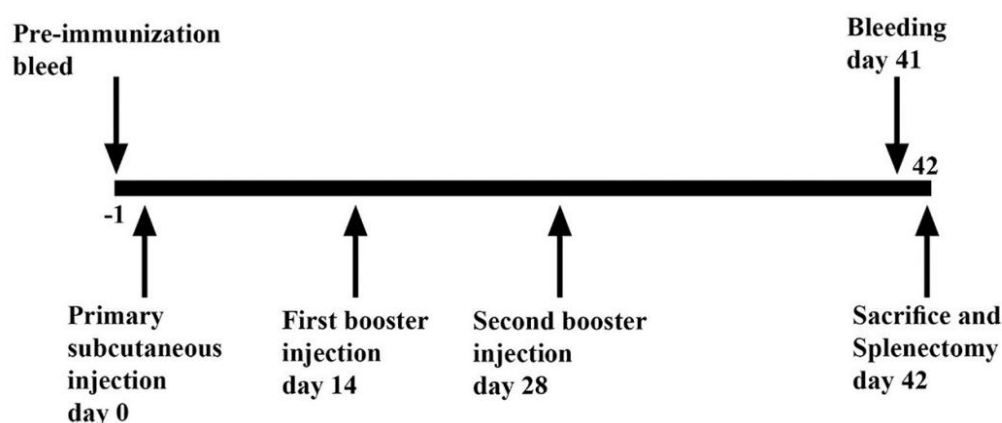 Pre-immunization
bleed
Bleeding
day 41
42
-1
Primary
subcutaneous
injection
day 0
First booster
injection
day 14
Second booster
injection
day 28
Sacrifice and
Splenectomy
day 42